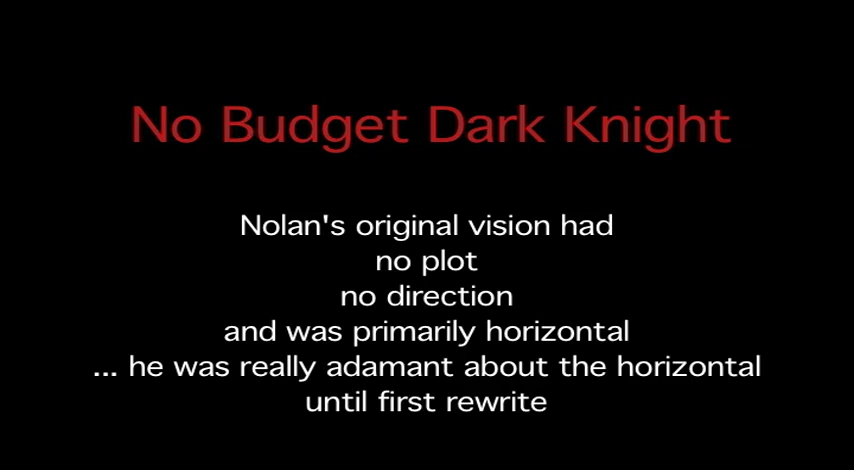 No Budget Dark Knight
Nolan's original vision had
no plot
no direction
and was primarily horizontal
... he was really adamant about the horizontal
until first rewrite